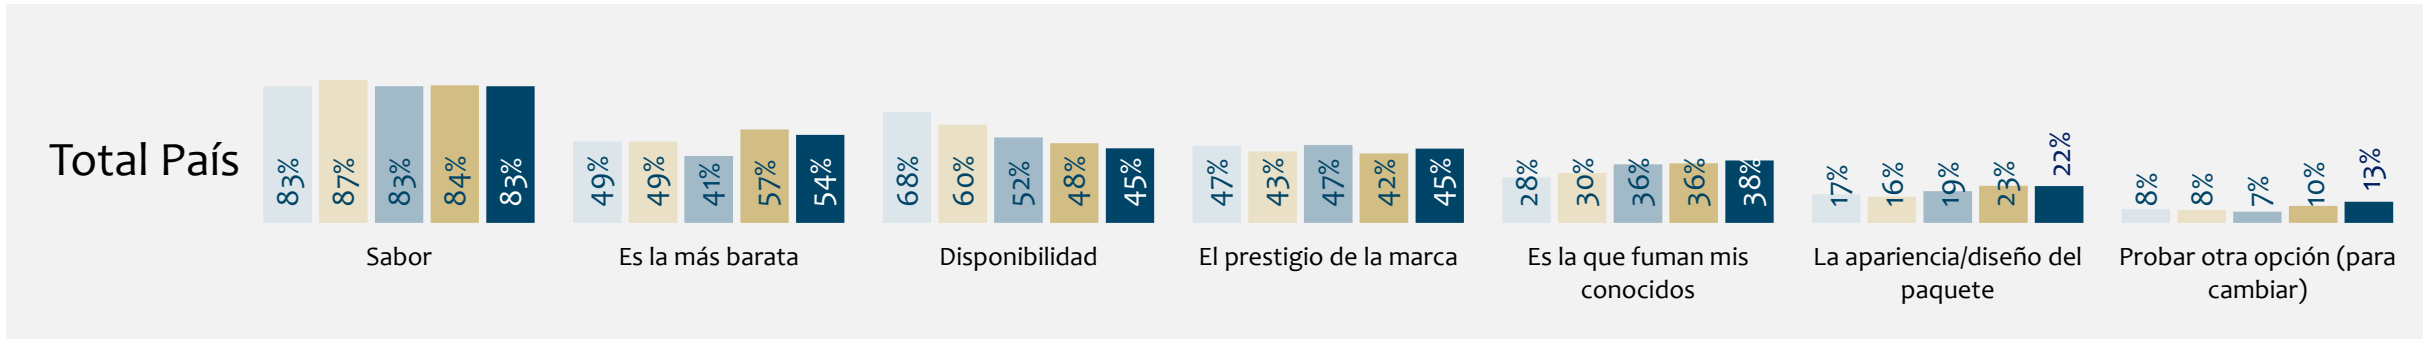 Total País
83% 87% 83% 84% 83%
49% 49% 41% 57% 54%
68% 60% 52% 48% 45%
47% 43% 47% 42% 45%
28% 30% 36% 36% 38%
17% 16% 19% 23% 22%
8% 8% 7% 10% 13%
Sabor
Es la más barata
Disponibilidad
El prestigio de la marca
Es la que fuman mis
conocidos
La apariencia/diseño del
paquete
Probar otra opción (para
cambiar)